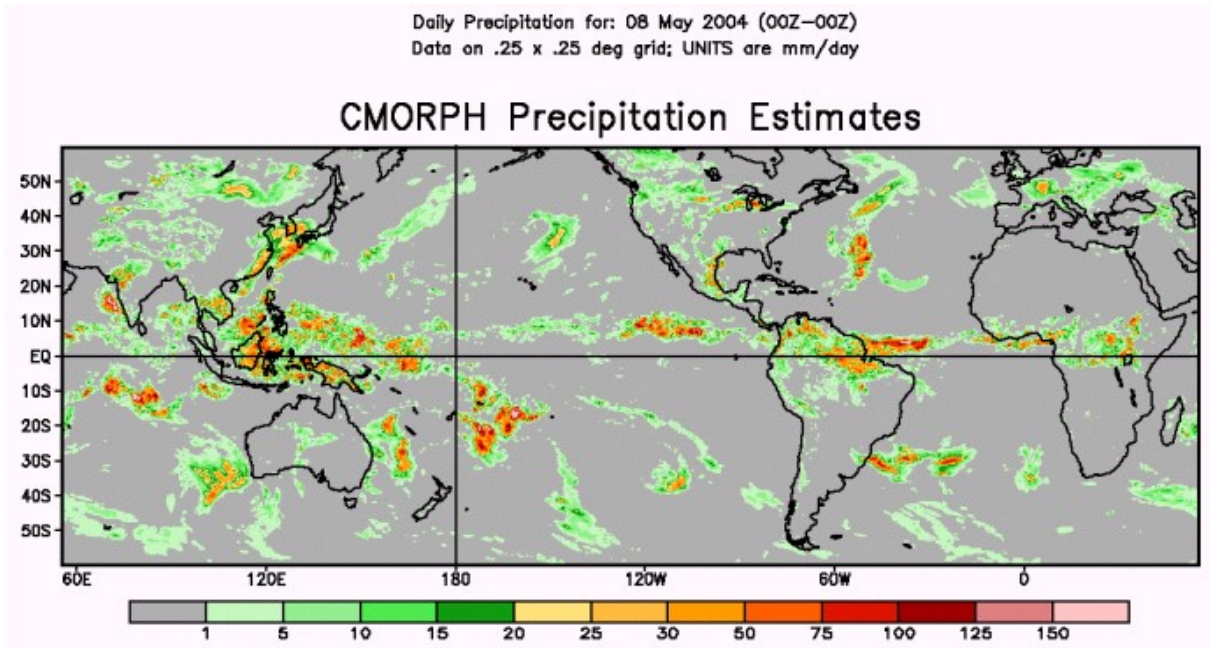 Daily Precipitation for: 08 May 2004 (00Z-00Z)
Data on .25 x .25 deg grid; UNITS are mm/day
CMORPH Precipitation Estimates
50N
40N
30N
20N
10N
EQ
10S
20S
30S
40S
50S
60E 120E 180 120W 60W 0
1 5 10 15 20 25 30 50 75 100 125 150